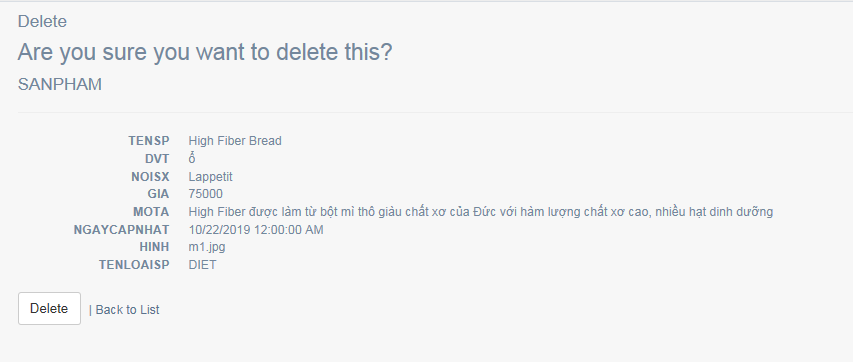 Delete
Are you sure you want to delete this?
SANPHAM
TENSP High Fiber Bread
DVT ổ
NOISX Lappetit
GIA 75000
MOTA High Fiber được làm từ bột mì thô giàu chất xơ của Đức với hàm lượng chất xơ cao, nhiều hạt dinh dưỡng
NGAYCAPNHAT 10/22/2019 12:00:00 AM
HINH m1.jpg
TENLOAISP DIET
Delete | Back to List